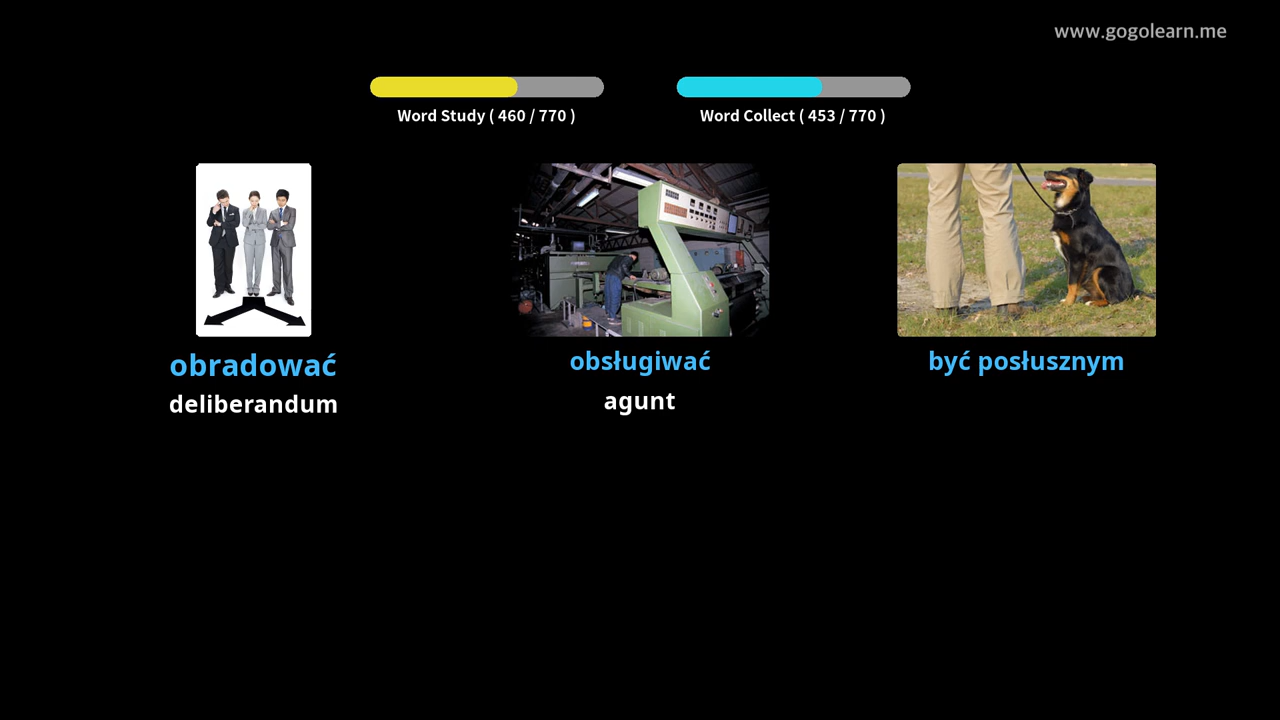 www.gogolearn.me
Word Study ( 460 / 770 )
Word Collect ( 453 / 770 )
obradować
deliberandum
obsługiwać
agunt
być posłusznym